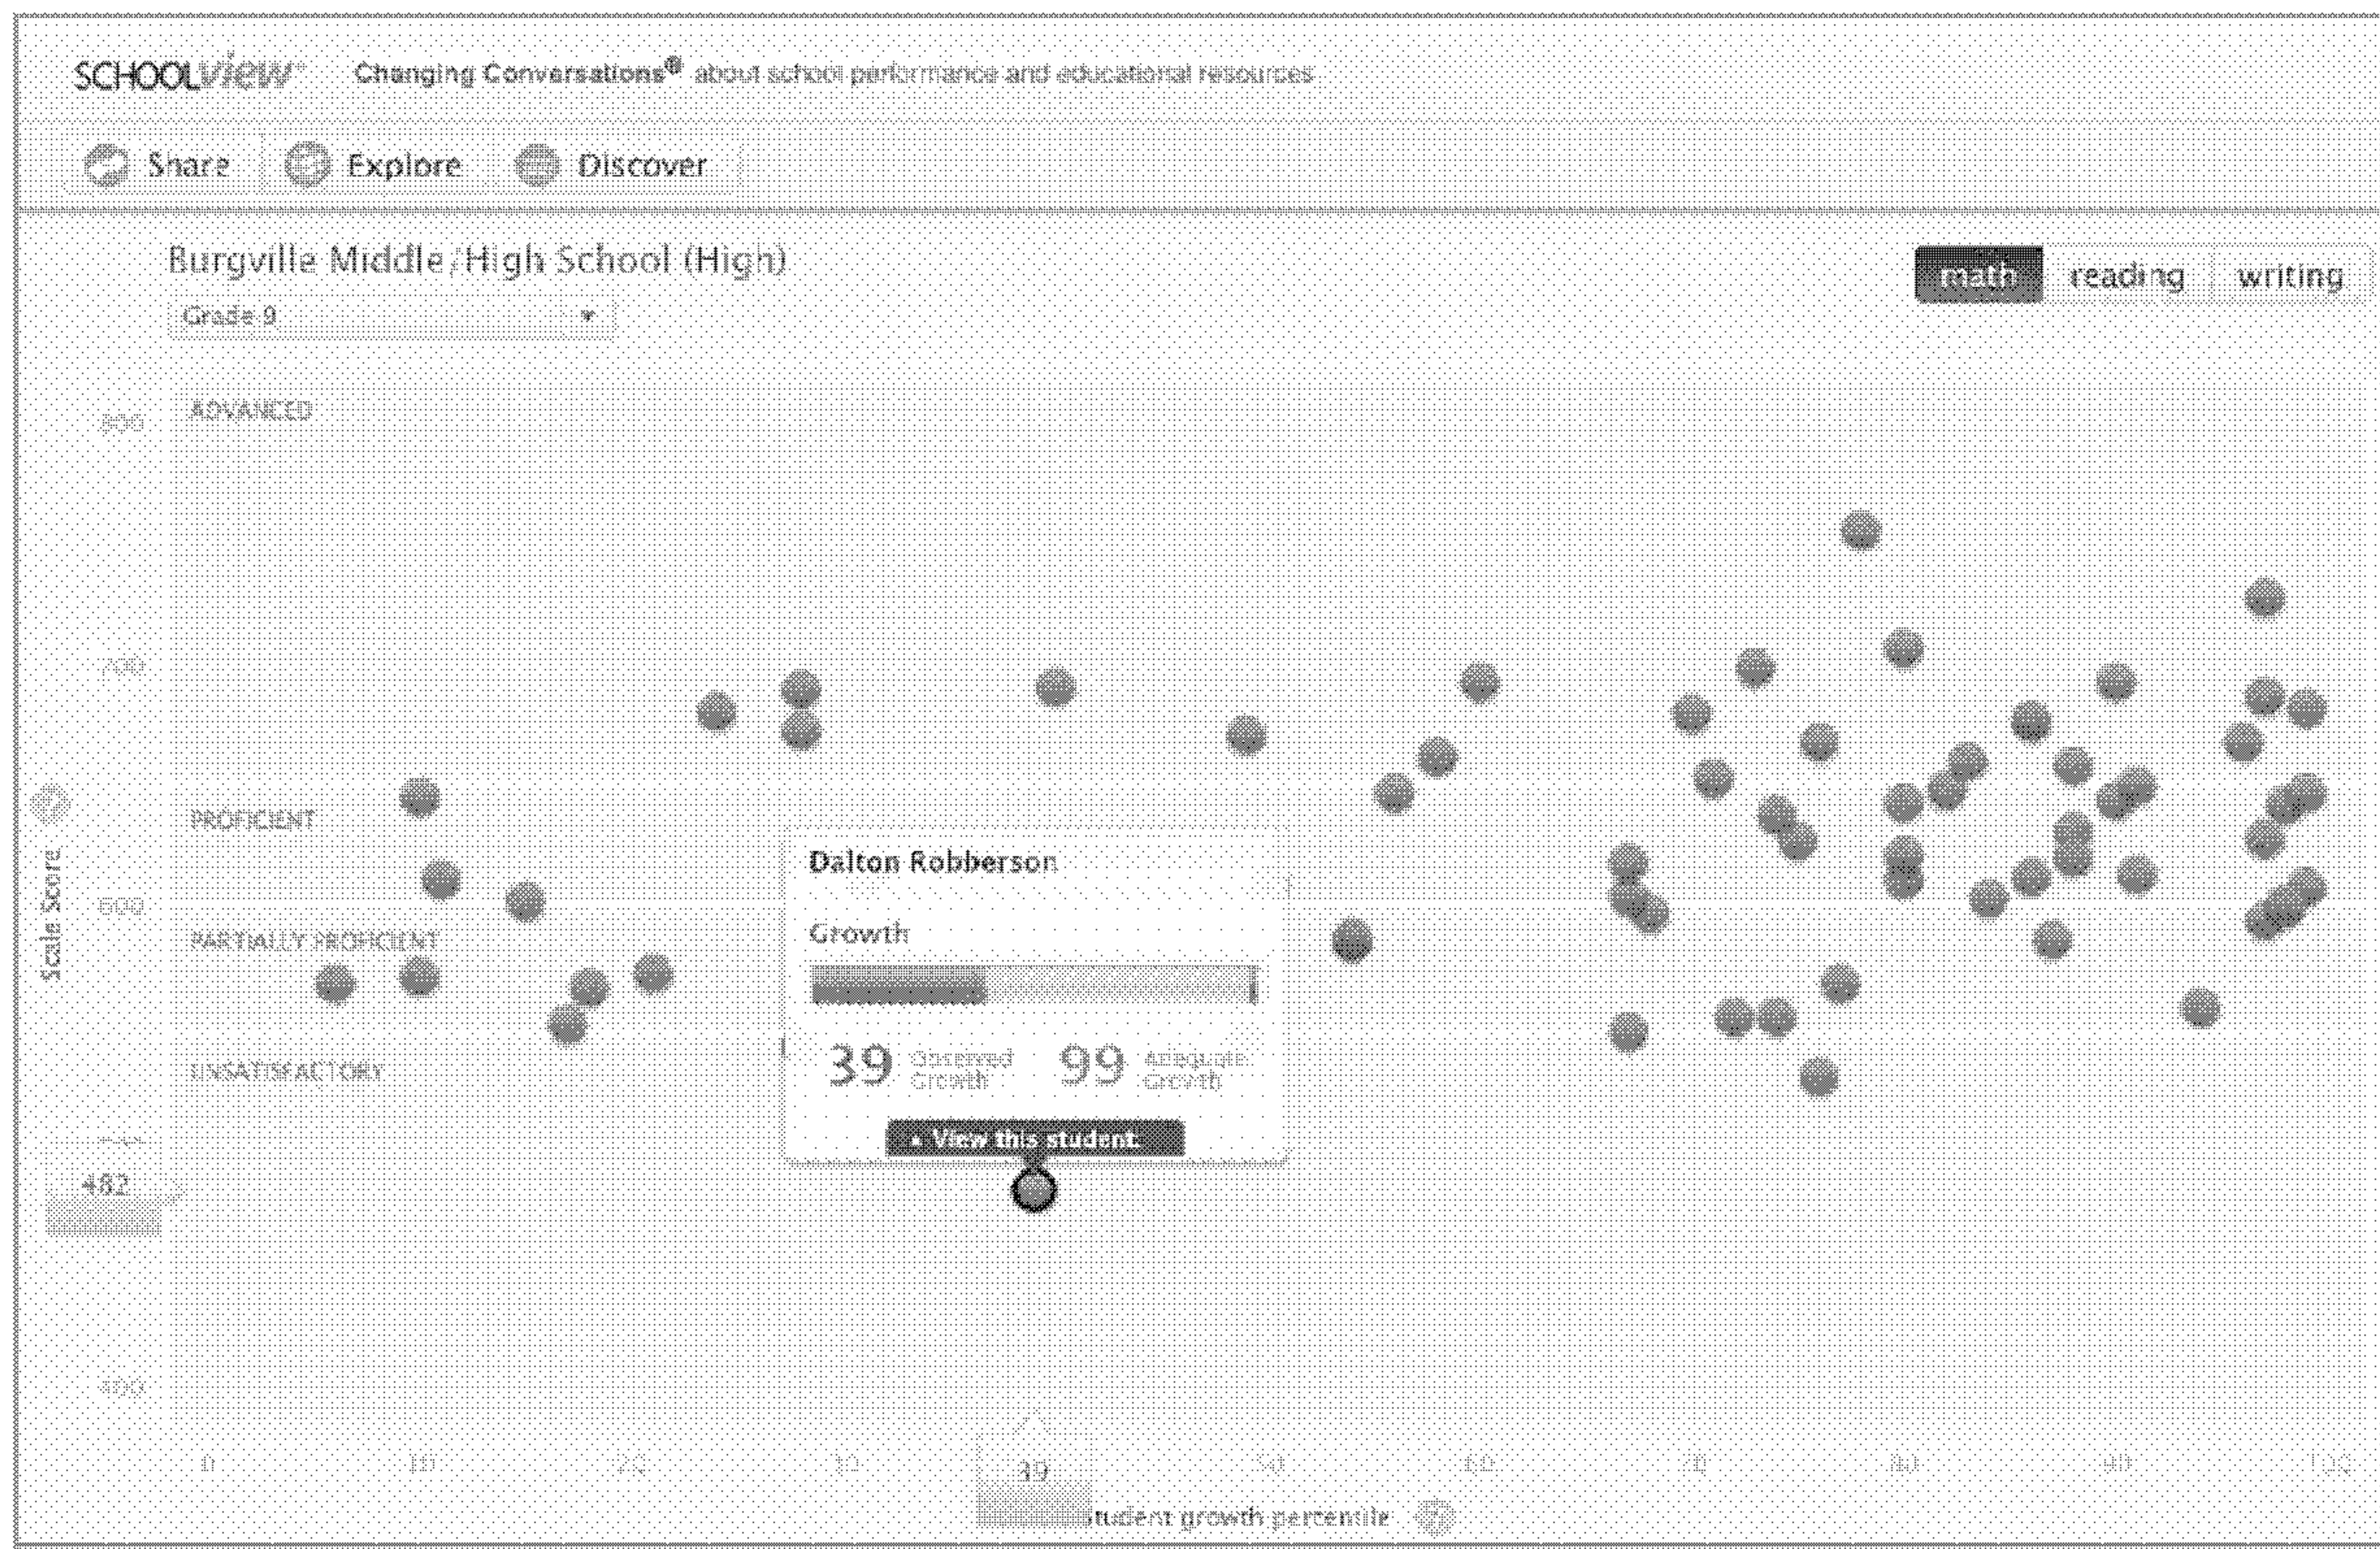 SCHOOLview Changing Conversations® about school performance and educational resources
Share Explore Discover
Burgville Middle/High School (High)
math reading writing
Grade 9
ADVANCED
800
700
PROFICIENT
Dalton Robberson
Scale Score
600
Growth
PARTIALLY PROFICIENT
39 Observed Growth 99 Adequate Growth
UNSATISFACTORY
View this student
482
400
0 10 20 30 39 50 60 80 90 100
student growth percentile ?